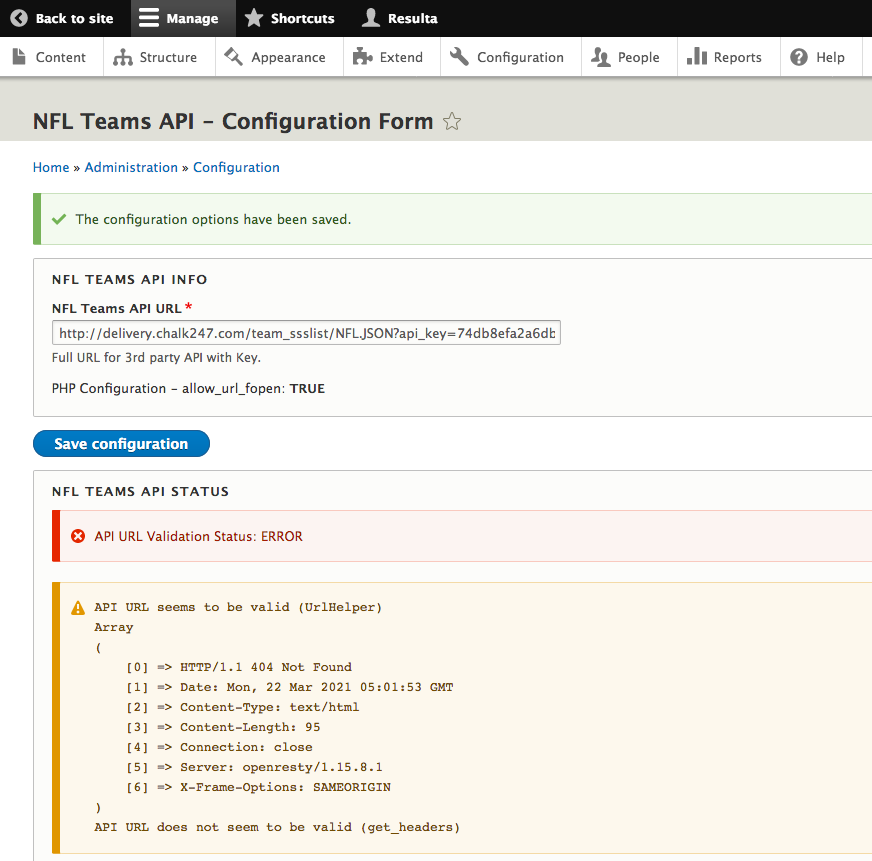 Back to site Manage Shortcuts Resulta
Content Structure Appearance Extend Configuration People Reports Help
NFL Teams API – Configuration Form
Home » Administration » Configuration
The configuration options have been saved.
NFL TEAMS API INFO
NFL Teams API URL *
http://delivery.chalk247.com/team_ssslist/NFL.JSON?api_key=74db8efa2a6db
Full URL for 3rd party API with Key.
PHP Configuration – allow_url_fopen: TRUE
Save configuration
NFL TEAMS API STATUS
API URL Validation Status: ERROR
API URL seems to be valid (UrlHelper)
Array
(
[0] => HTTP/1.1 404 Not Found
[1] => Date: Mon, 22 Mar 2021 05:01:53 GMT
[2] => Content-Type: text/html
[3] => Content-Length: 95
[4] => Connection: close
[5] => Server: openresty/1.15.8.1
[6] => X-Frame-Options: SAMEORIGIN
)
API URL does not seem to be valid (get_headers)